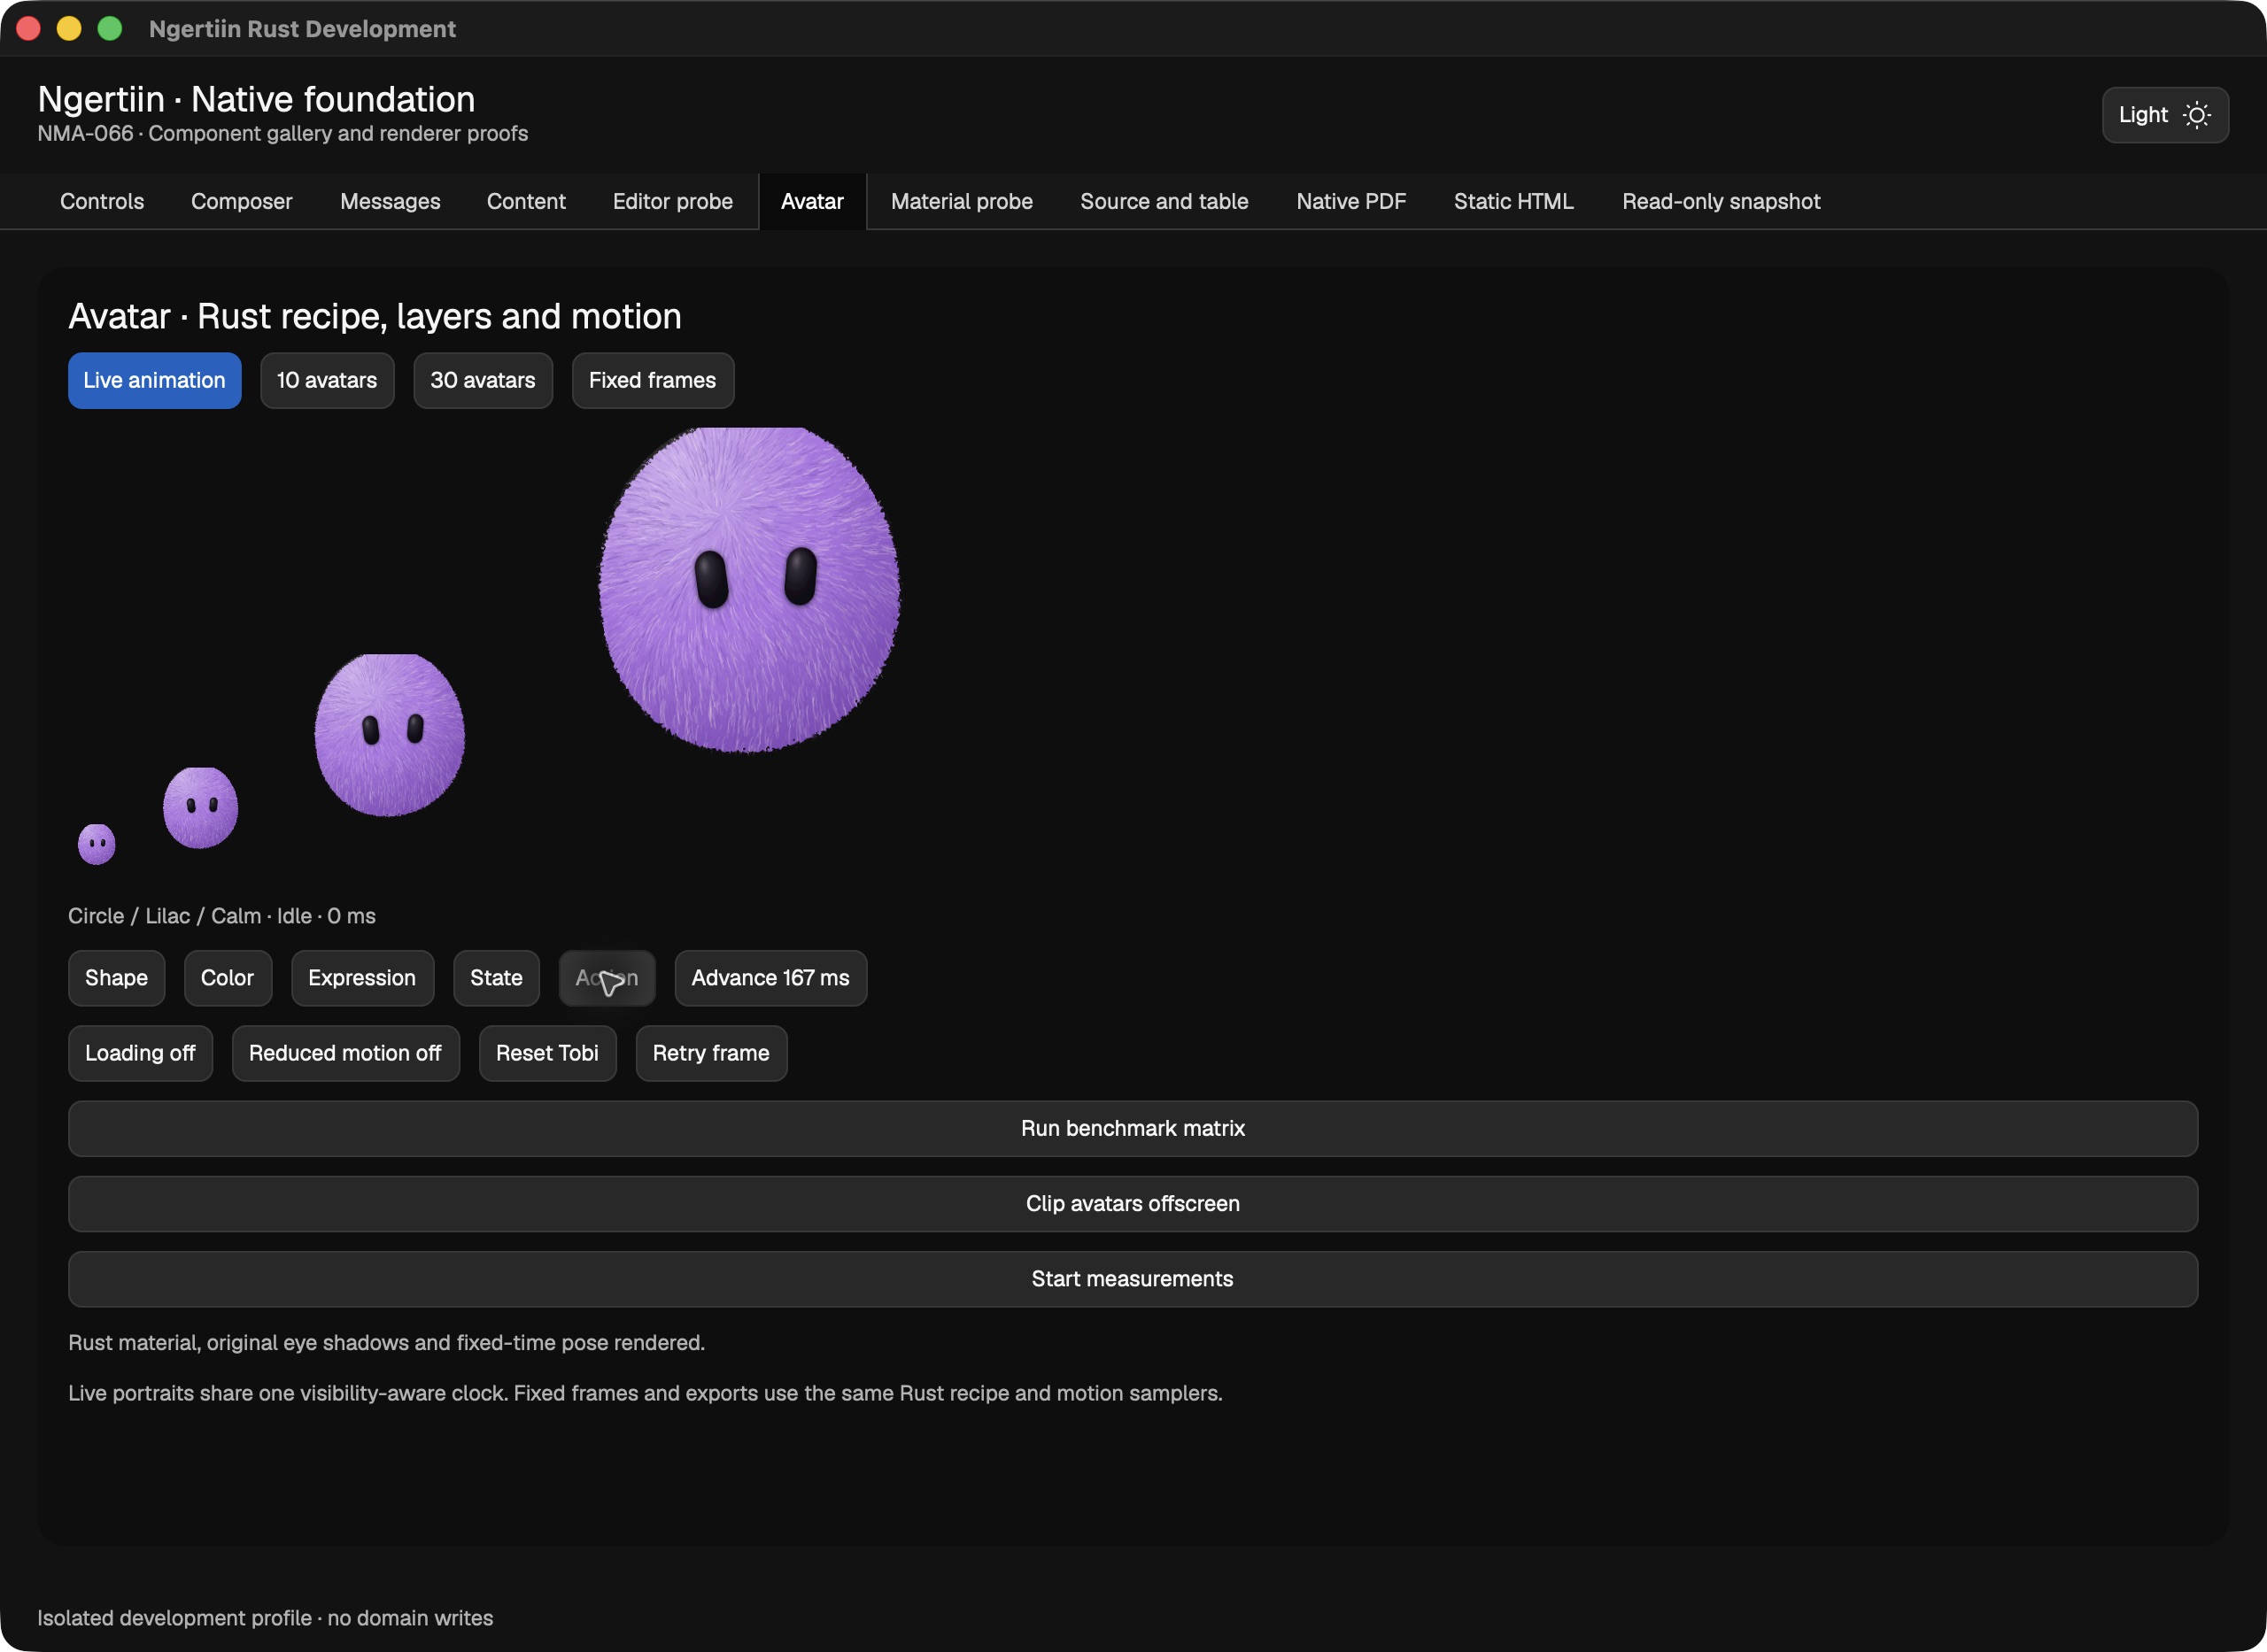 Ngertiin Rust Development
Ngertiin · Native foundation
NMA-066 · Component gallery and renderer proofs
Light
Controls Composer Messages Content Editor probe Avatar Material probe Source and table Native PDF Static HTML Read-only snapshot
Avatar · Rust recipe, layers and motion
Live animation 10 avatars 30 avatars Fixed frames
Circle / Lilac / Calm · Idle · 0 ms
Shape Color Expression State Advance 167 ms
Loading off Reduced motion off Reset Tobi Retry frame
Run benchmark matrix
Clip avatars offscreen
Start measurements
Rust material, original eye shadows and fixed-time pose rendered.
Live portraits share one visibility-aware clock. Fixed frames and exports use the same Rust recipe and motion samplers.
Isolated development profile · no domain writes